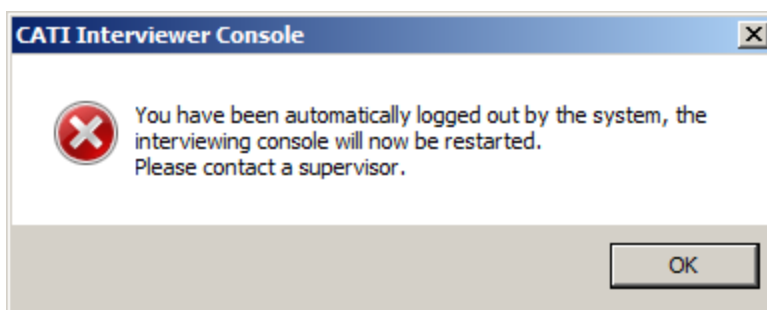 CATI Interviewer Console
You have been automatically logged out by the system, the
interviewing console will now be restarted.
Please contact a supervisor.
OK